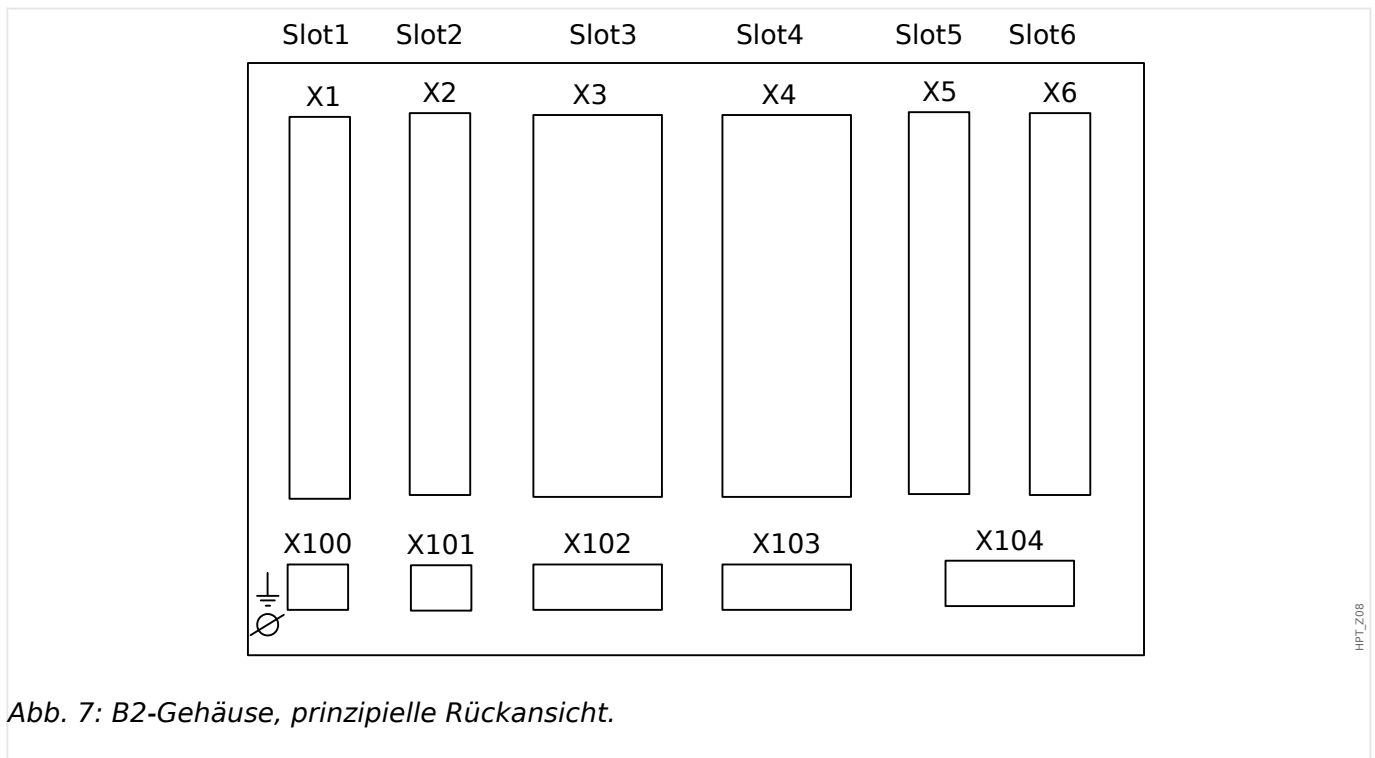 Slot1 Slot2 Slot3 Slot4 Slot5 Slot6
X1 X2 X3 X4 X5 X6
X100 X101 X102 X103 X104
HPT_Z08
Abb. 7: B2-Gehäuse, prinzipielle Rückansicht.